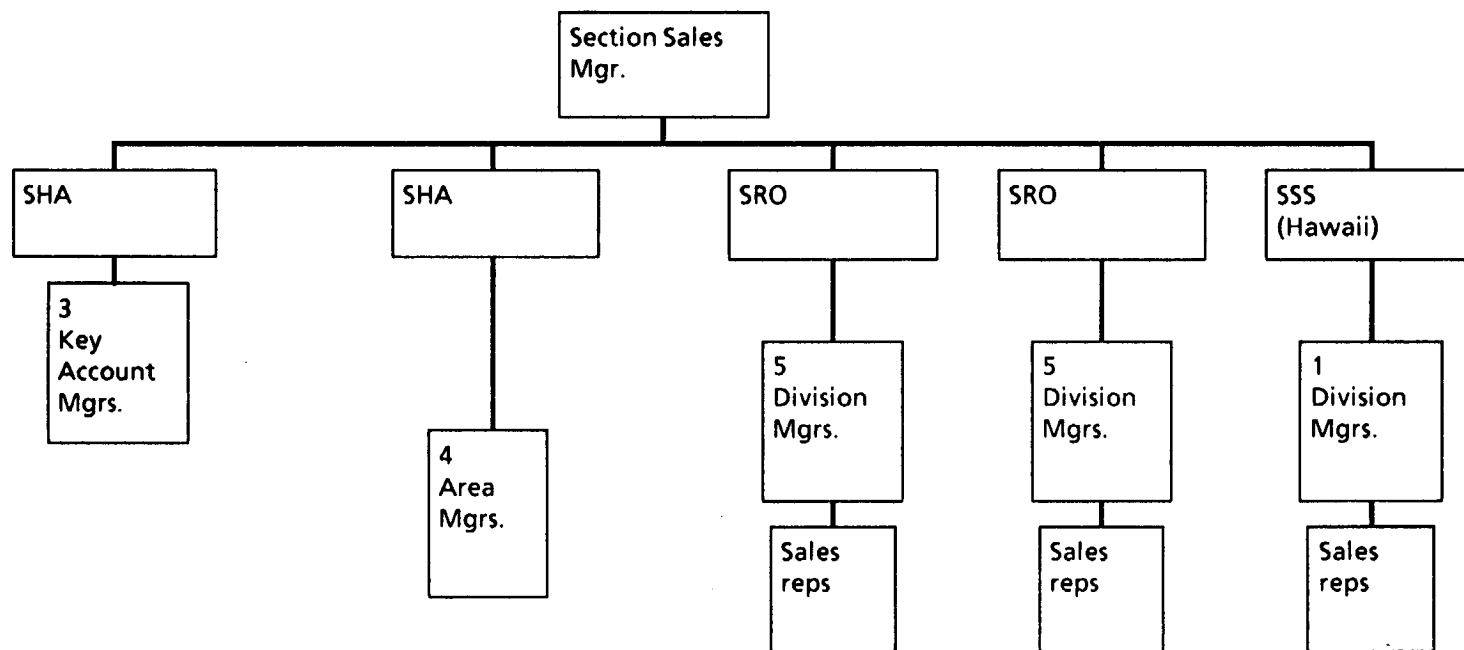 Section Sales
Mgr.
SHA
SHA
SRO
SRO
SSS
(Hawaii)
3
Key
Account
Mgrs.
4
Area
Mgrs.
5
Division
Mgrs.
5
Division
Mgrs.
1
Division
Mgrs.
Sales
reps
Sales
reps
Sales
reps